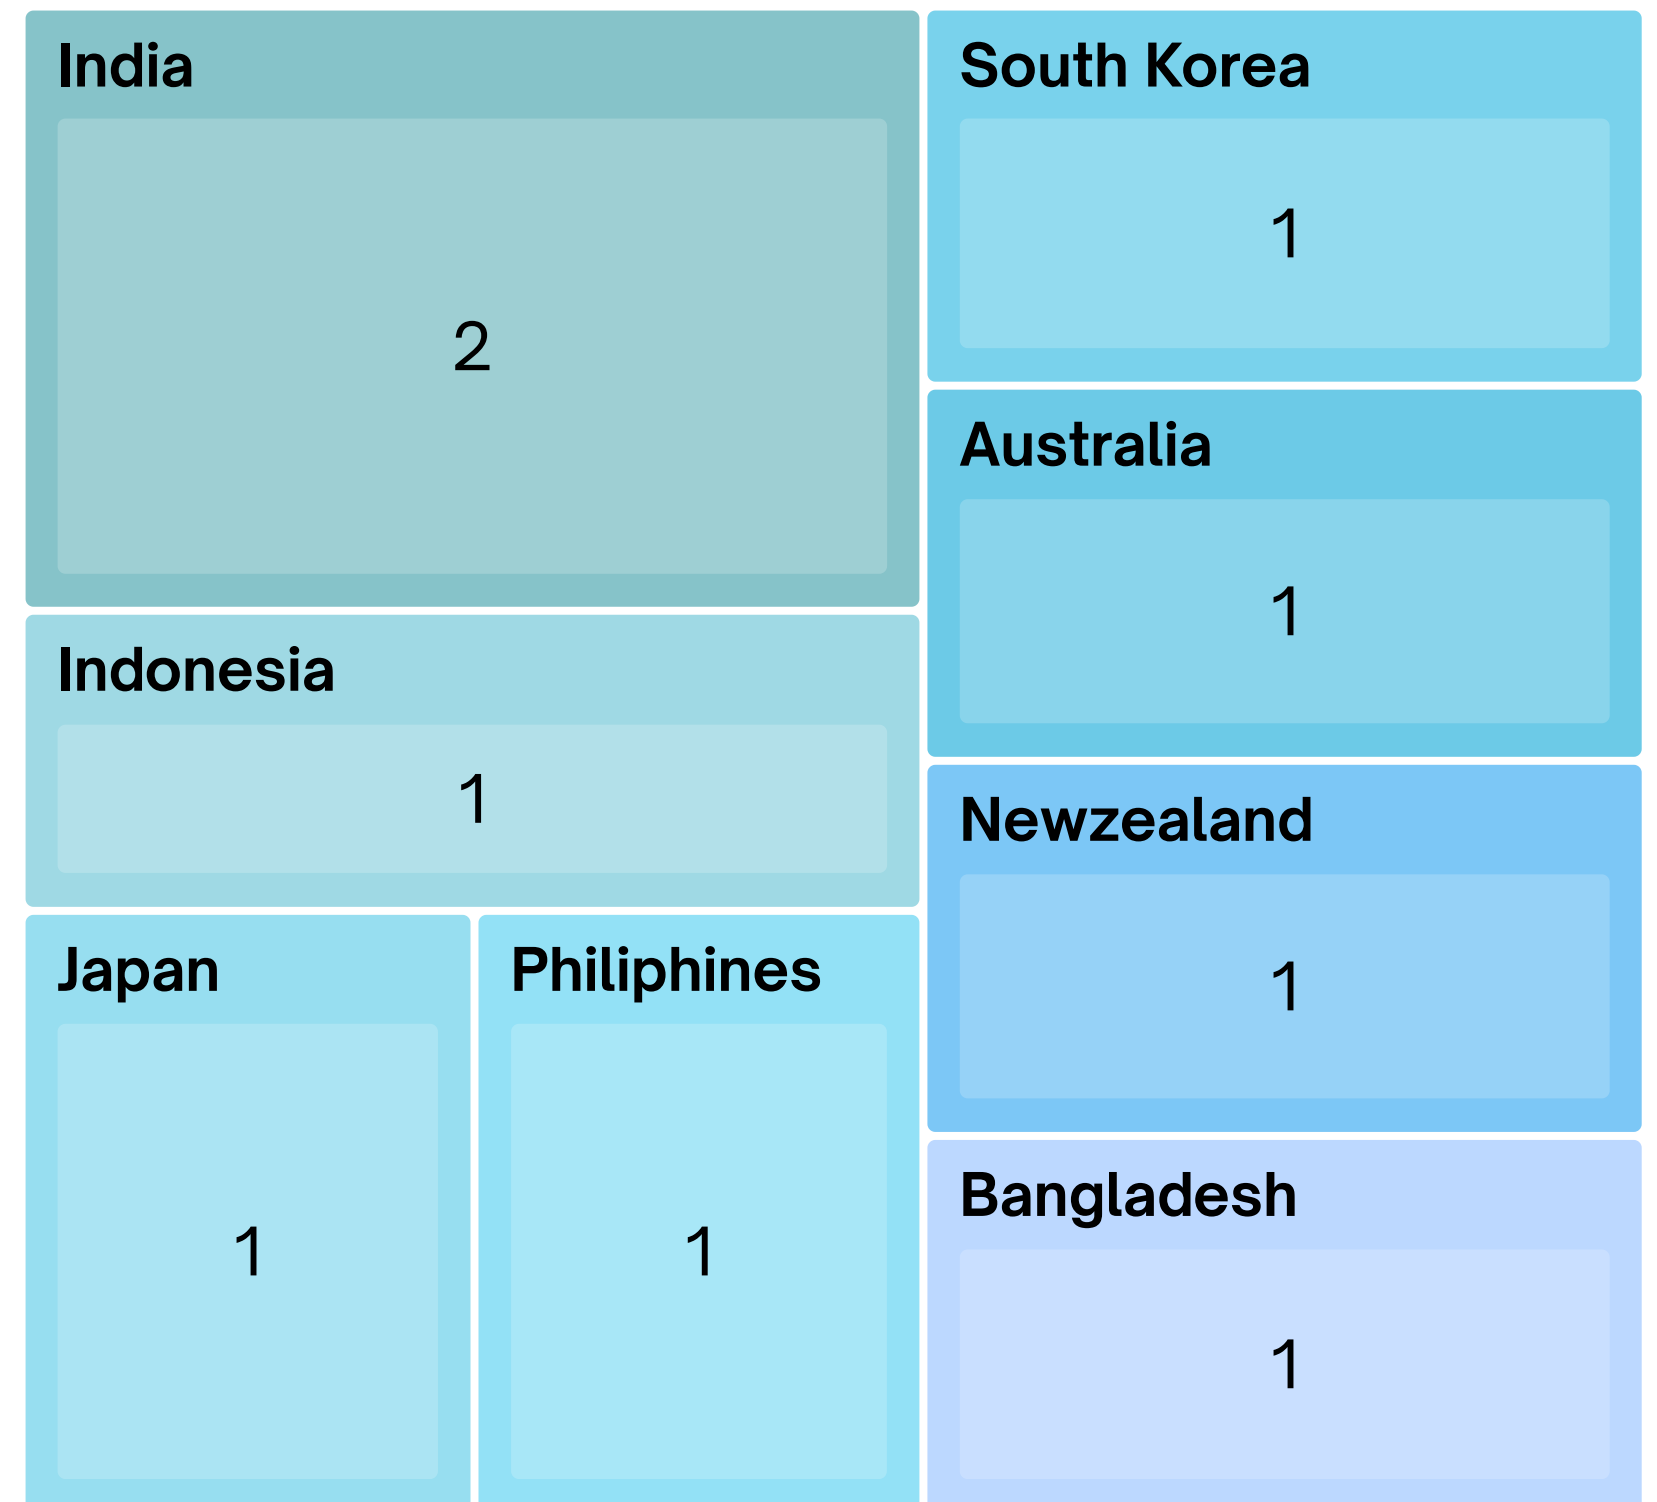 India
2
Indonesia
1
Japan
1
Philiphines
1
South Korea
1
Australia
1
Newzealand
1
Bangladesh
1